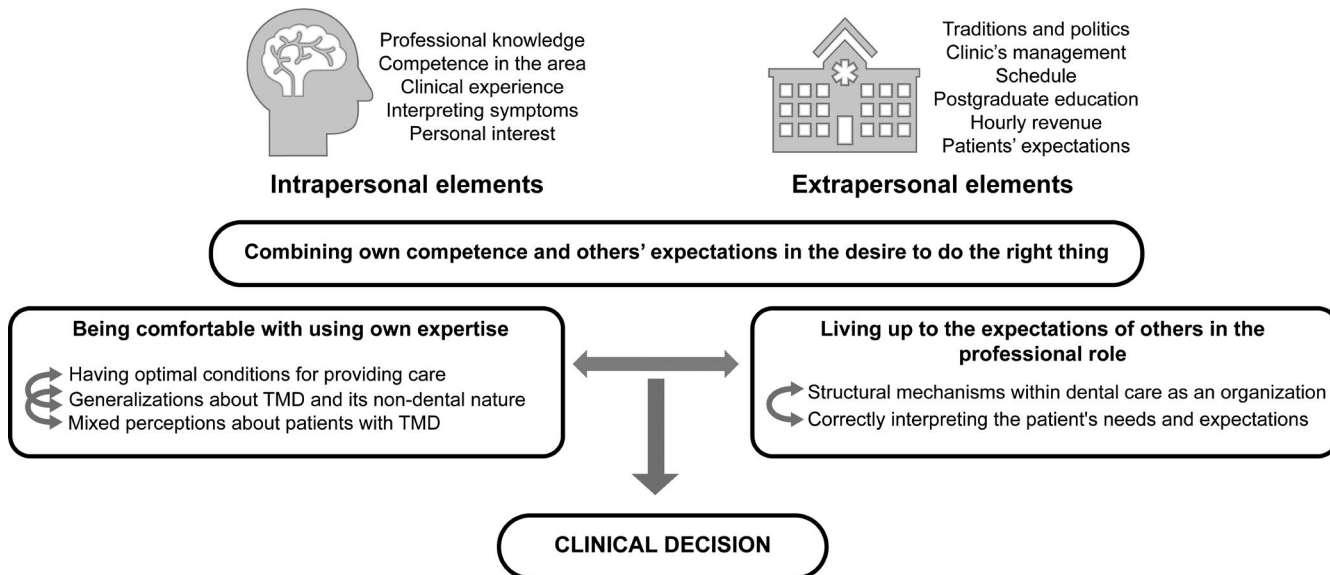 Professional knowledge
Competence in the area
Clinical experience
Interpreting symptoms
Personal interest
Intrapersonal elements
Traditions and politics
Clinic's management
Schedule
Postgraduate education
Hourly revenue
Patients' expectations
Extrapersonal elements
Combining own competence and others' expectations in the desire to do the right thing
Being comfortable with using own expertise
Having optimal conditions for providing care
Generalizations about TMD and its non-dental nature
Mixed perceptions about patients with TMD
Living up to the expectations of others in the
professional role
Structural mechanisms within dental care as an organization
Correctly interpreting the patient's needs and expectations
CLINICAL DECISION